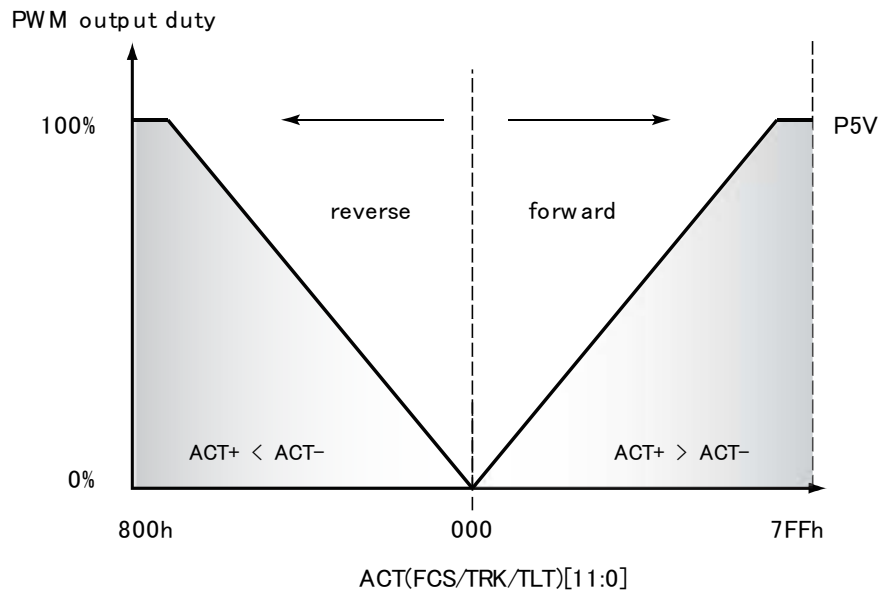 PWM output duty
100%
P5V
reverse
forward
ACT+ < ACT-
ACT+ > ACT-
0%
800h
000
7FFh
ACT(FCS/TRK/TLT)[11:0]